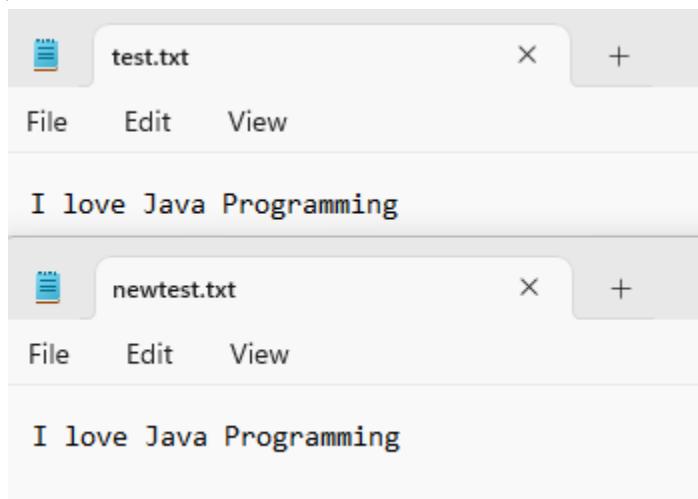 test.txt
File Edit View
I love Java Programming
newtest.txt
File Edit View
I love Java Programming